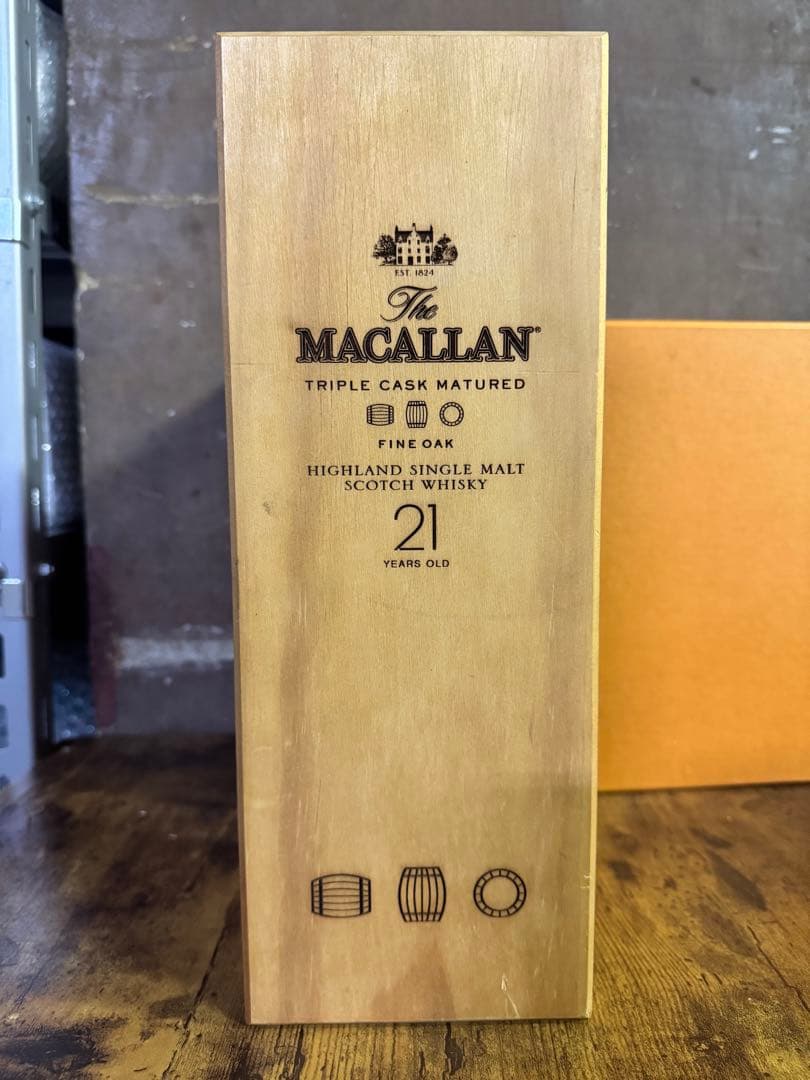 EST. 1824
The
MACALLAN®
TRIPLE CASK MATURED
FINE OAK
HIGHLAND SINGLE MALT
SCOTCH WHISKY
21
YEARS OLD